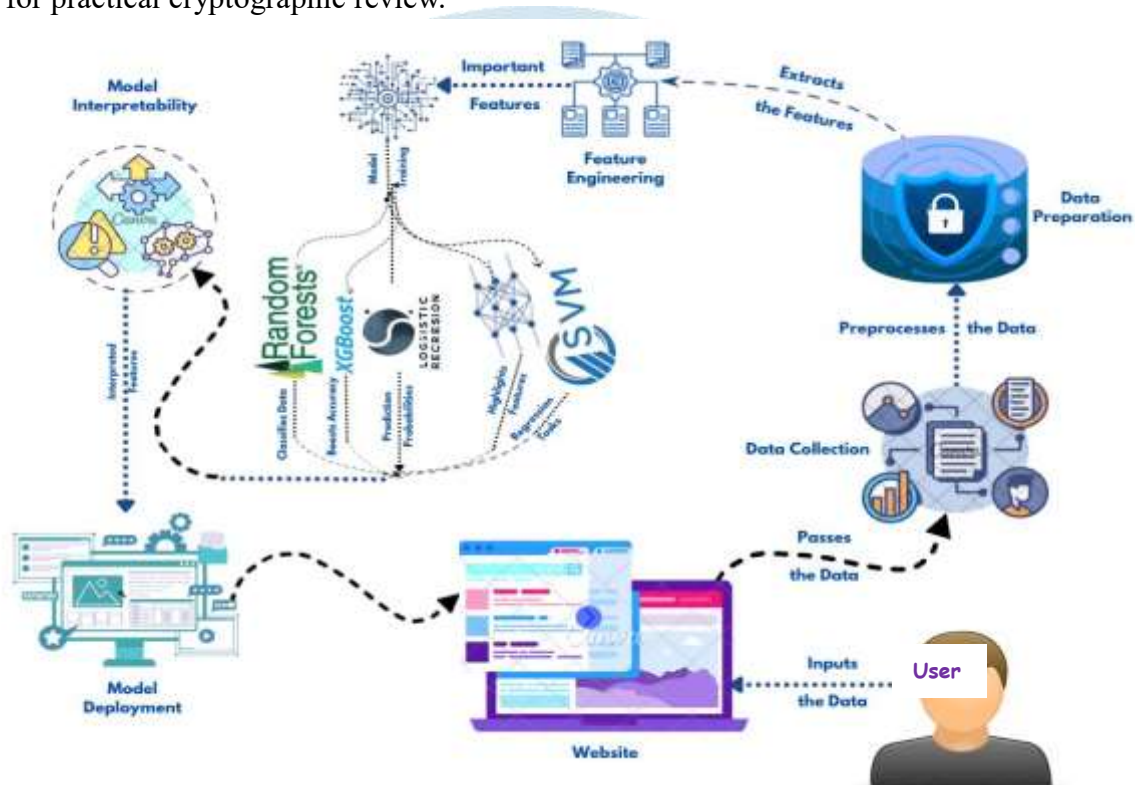 for practical cryptographic review.
Model
Interpretability
Important
Features
Extracts
the Features
Feature
Engineering
Data
Preparation
Model
Training
Random
Forests
XGBoost
LOGGISTIC
RECRESION
SVM
Interpreted
Features
Classifies Data
Boosts Accuracy
Prediction
Probabilities
Highlights
Features
Regression
Tasks
Preprocesses
the Data
Data Collection
Passes
the Data
Model
Deployment
Inputs
the Data
User
Website